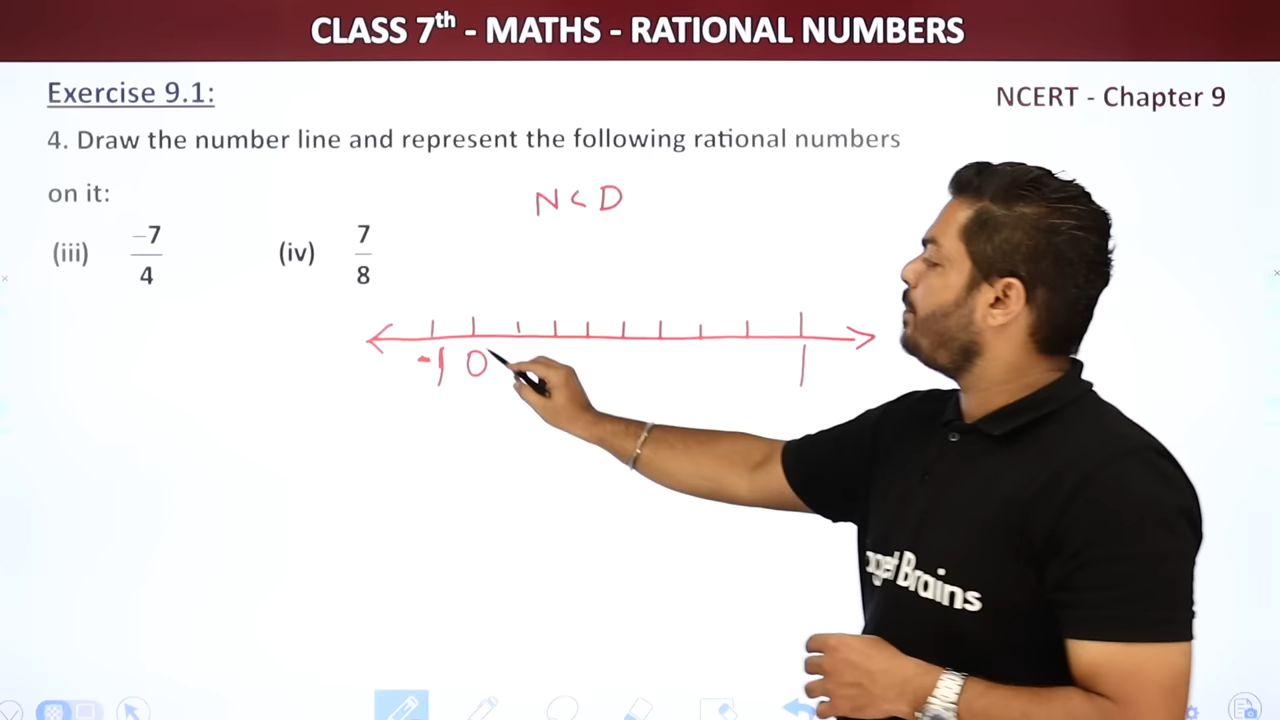 CLASS 7th - MATHS - RATIONAL NUMBERS
Exercise 9.1:
NCERT - Chapter 9
4. Draw the number line and represent the following rational numbers
on it:
N < D
(iii) -7/4 (iv) 7/8
-1 0 1
Brains